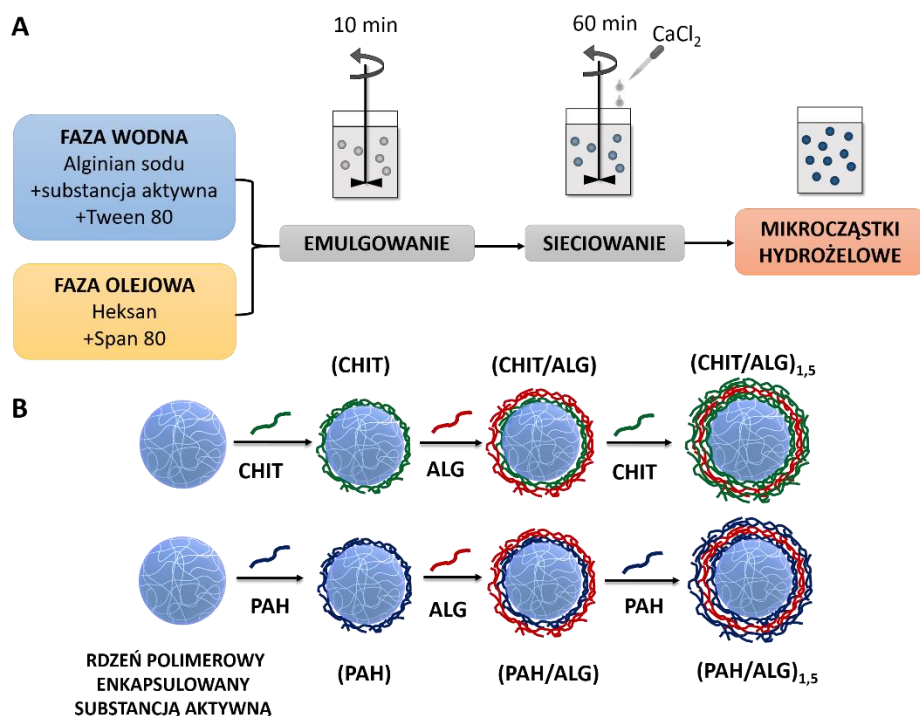 A
10 min
60 min
CaCl₂
FAZA WODNA
Alginian sodu
+substancja aktywna
+Tween 80
EMULGOWANIE
SIECIOWANIE
MIKROCZĄSTKI
HYDROŻELOWE
FAZA OLEJOWA
Heksan
+Span 80
B
(CHIT)
(CHIT/ALG)
(CHIT/ALG)₁,₅
CHIT
ALG
CHIT
PAH
ALG
PAH
RDZEŃ POLIMEROWY
ENKAPSULOWANY
SUBSTANCJĄ AKTYWNĄ
(PAH)
(PAH/ALG)
(PAH/ALG)₁,₅